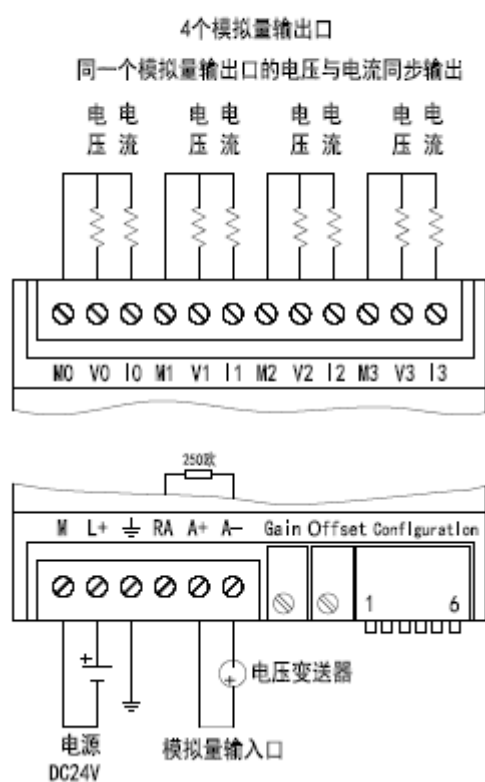 4个模拟量输出口
同一个模拟量输出口的电压与电流同步输出
电压 电流 电压 电流 电压 电流 电压 电流
M0 V0 I0 M1 V1 I1 M2 V2 I2 M3 V3 I3
250欧
M L+ RA A+ A- Gain Offset Configuration
1 6
+
+
电压变送器
电源
DC24V
模拟量输入口